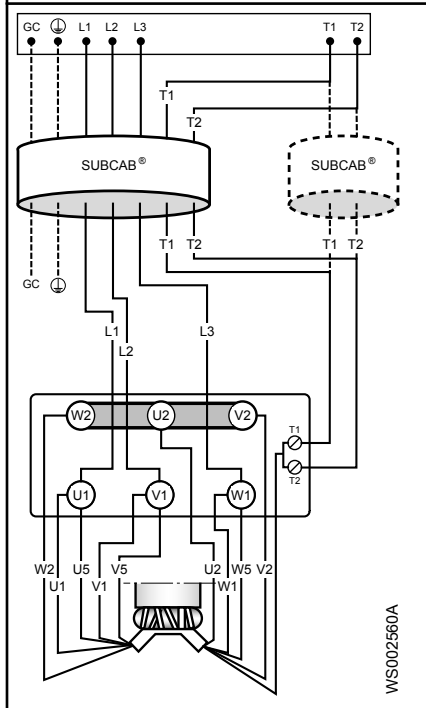 GC ⏚ L1 L2 L3 T1 T2
T1
T2
SUBCAB® SUBCAB®
T1 T2 T1 T2
GC ⏚
L1 L3
L2
W2 U2 V2
T1
T2
U1 V1 W1
W2 U5 V5 U2 W5 V2
U1 V1 W1
WS002560A